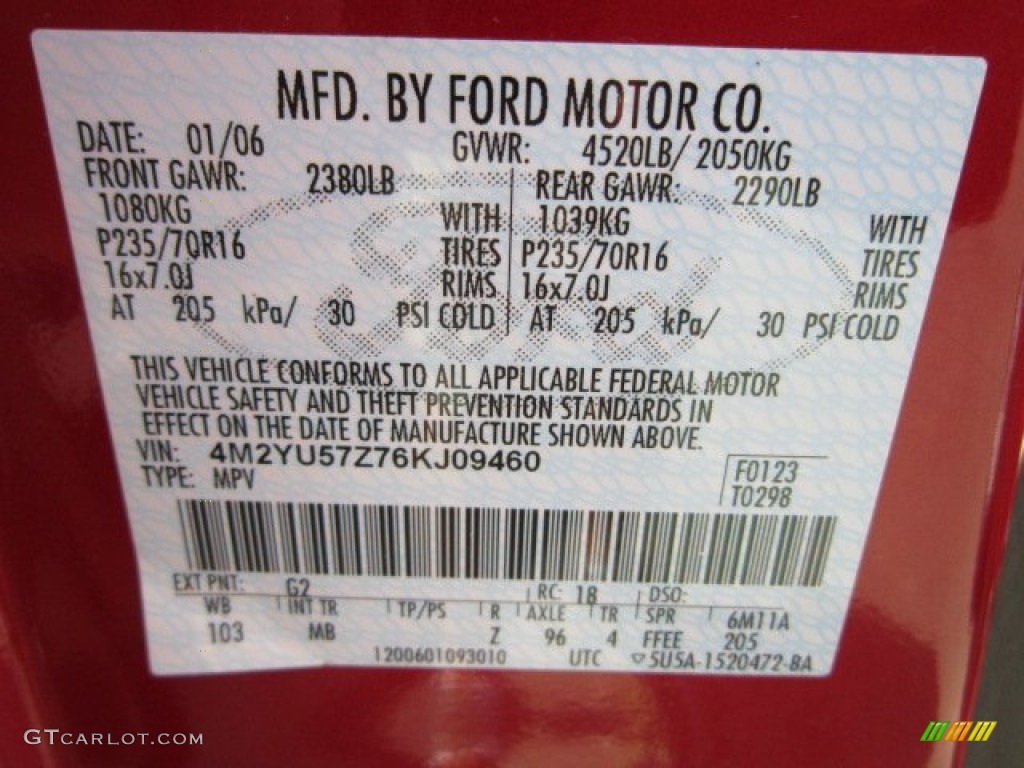 MFD. BY FORD MOTOR CO.
DATE: 01/06 GVWR: 4520LB/ 2050KG
FRONT GAWR: 2380LB REAR GAWR: 2290LB
1080KG WITH 1039KG WITH
P235/70R16 TIRES P235/70R16 TIRES
16x7.0J RIMS 16x7.0J RIMS
AT 205 kPa/ 30 PSI COLD AT 205 kPa/ 30 PSI COLD
THIS VEHICLE CONFORMS TO ALL APPLICABLE FEDERAL MOTOR
VEHICLE SAFETY AND THEFT PREVENTION STANDARDS IN
EFFECT ON THE DATE OF MANUFACTURE SHOWN ABOVE.
VIN: 4M2YU57Z76KJ09460 F0123
TYPE: MPV T0298
EXT PNT: G2 RC: 18 DSO:
WB INT TR TP/PS R AXLE TR SPR 6M11A
103 MB Z 96 4 FFEE 205
1200601093010 UTC 5U5A-1520472-BA
GTCARLOT.COM